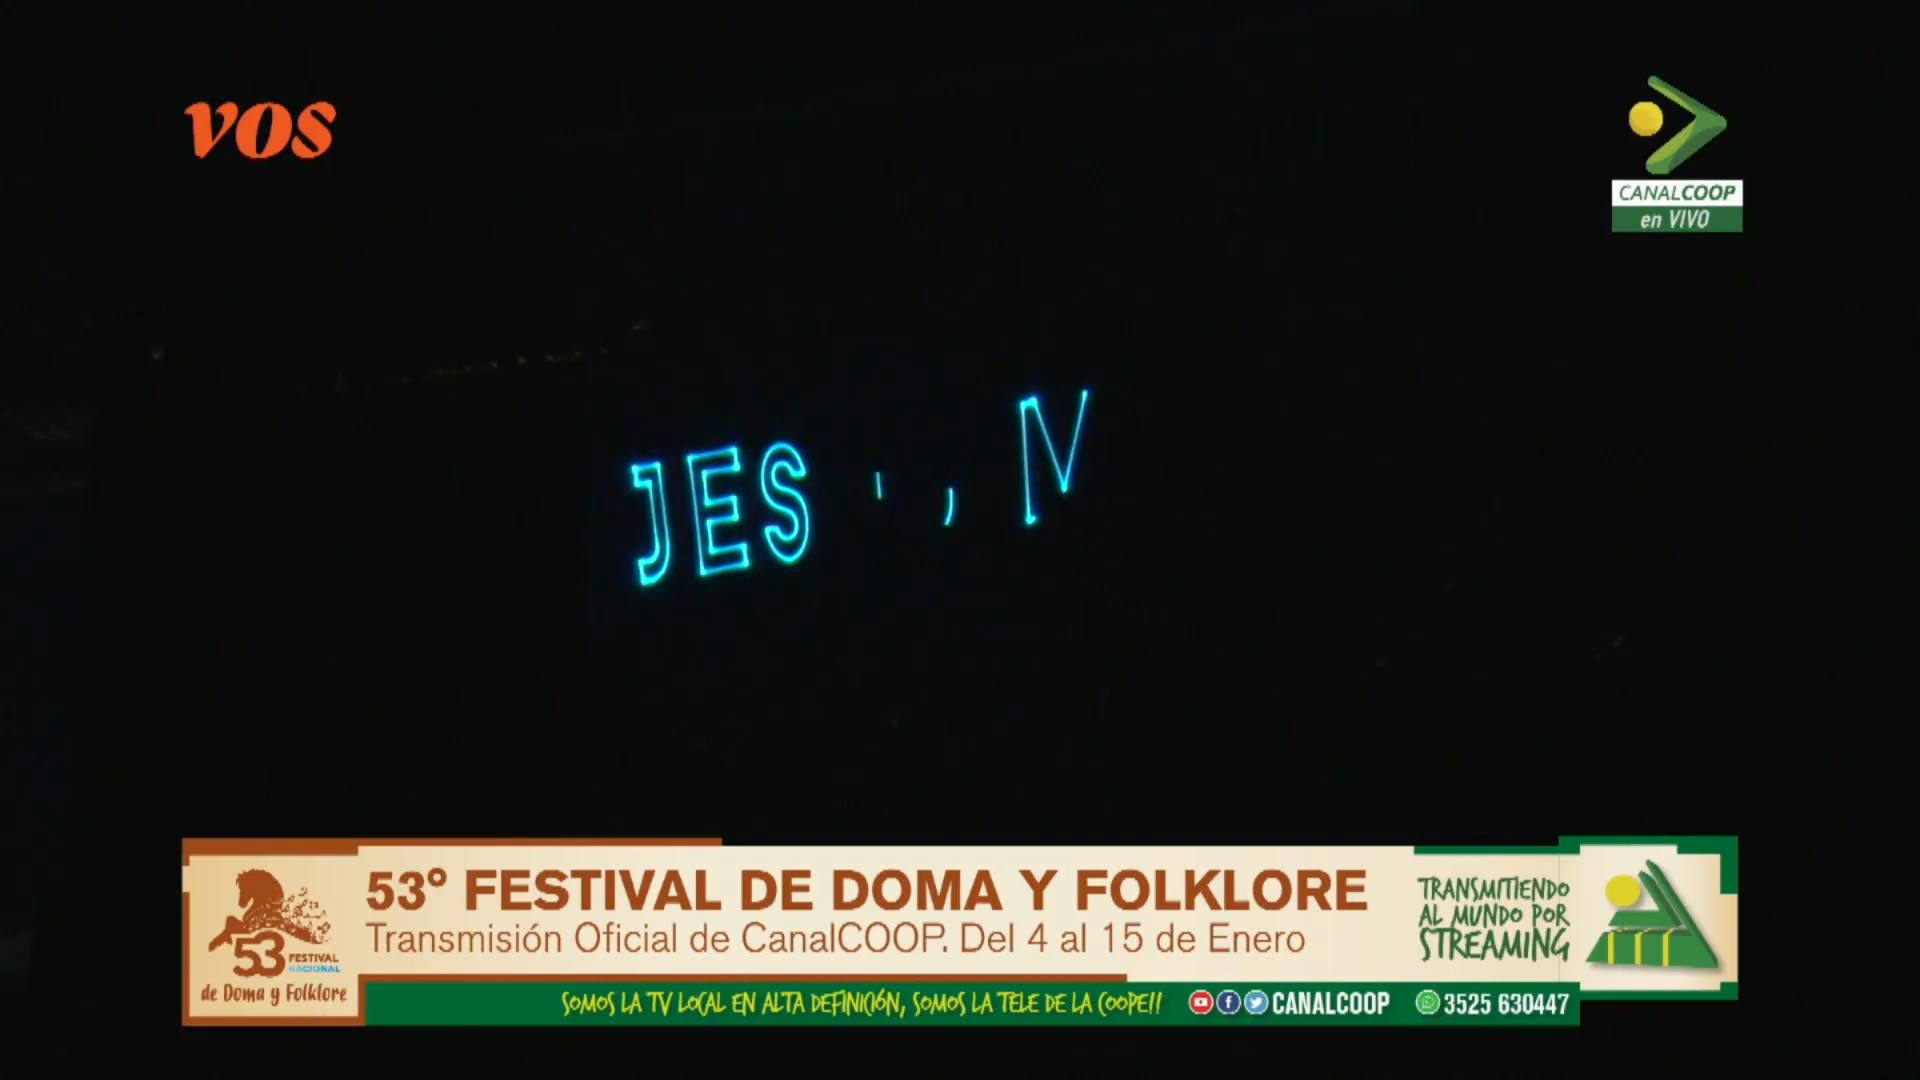 vos
CANALCOOP
en VIVO
JES
53° FESTIVAL DE DOMA Y FOLKLORE
Transmisión Oficial de CanalCOOP. Del 4 al 15 de Enero
TRANSMITIENDO
AL MUNDO POR
STREAMING
53 FESTIVAL
NACIONAL
de Doma y Folklore
SOMOS LA TV LOCAL EN ALTA DEFINICIÓN, SOMOS LA TELE DE LA COOPE!! CANALCOOP 3525 630447